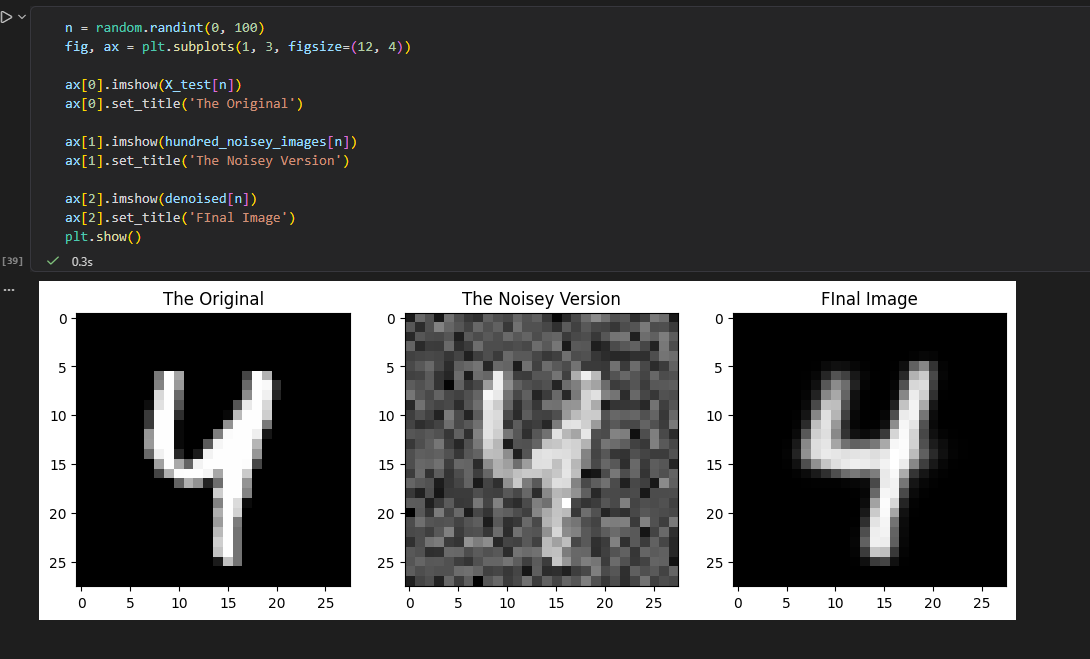 n = random.randint(0, 100)
fig, ax = plt.subplots(1, 3, figsize=(12, 4))
ax[0].imshow(X_test[n])
ax[0].set_title('The Original')
ax[1].imshow(hundred_noisey_images[n])
ax[1].set_title('The Noisey Version')
ax[2].imshow(denoised[n])
ax[2].set_title('FInal Image')
plt.show()
[39] 0.3s
...
The Original The Noisey Version FInal Image
0 0 0
5 5 5
10 10 10
15 15 15
20 20 20
25 25 25
0 5 10 15 20 25 0 5 10 15 20 25 0 5 10 15 20 25